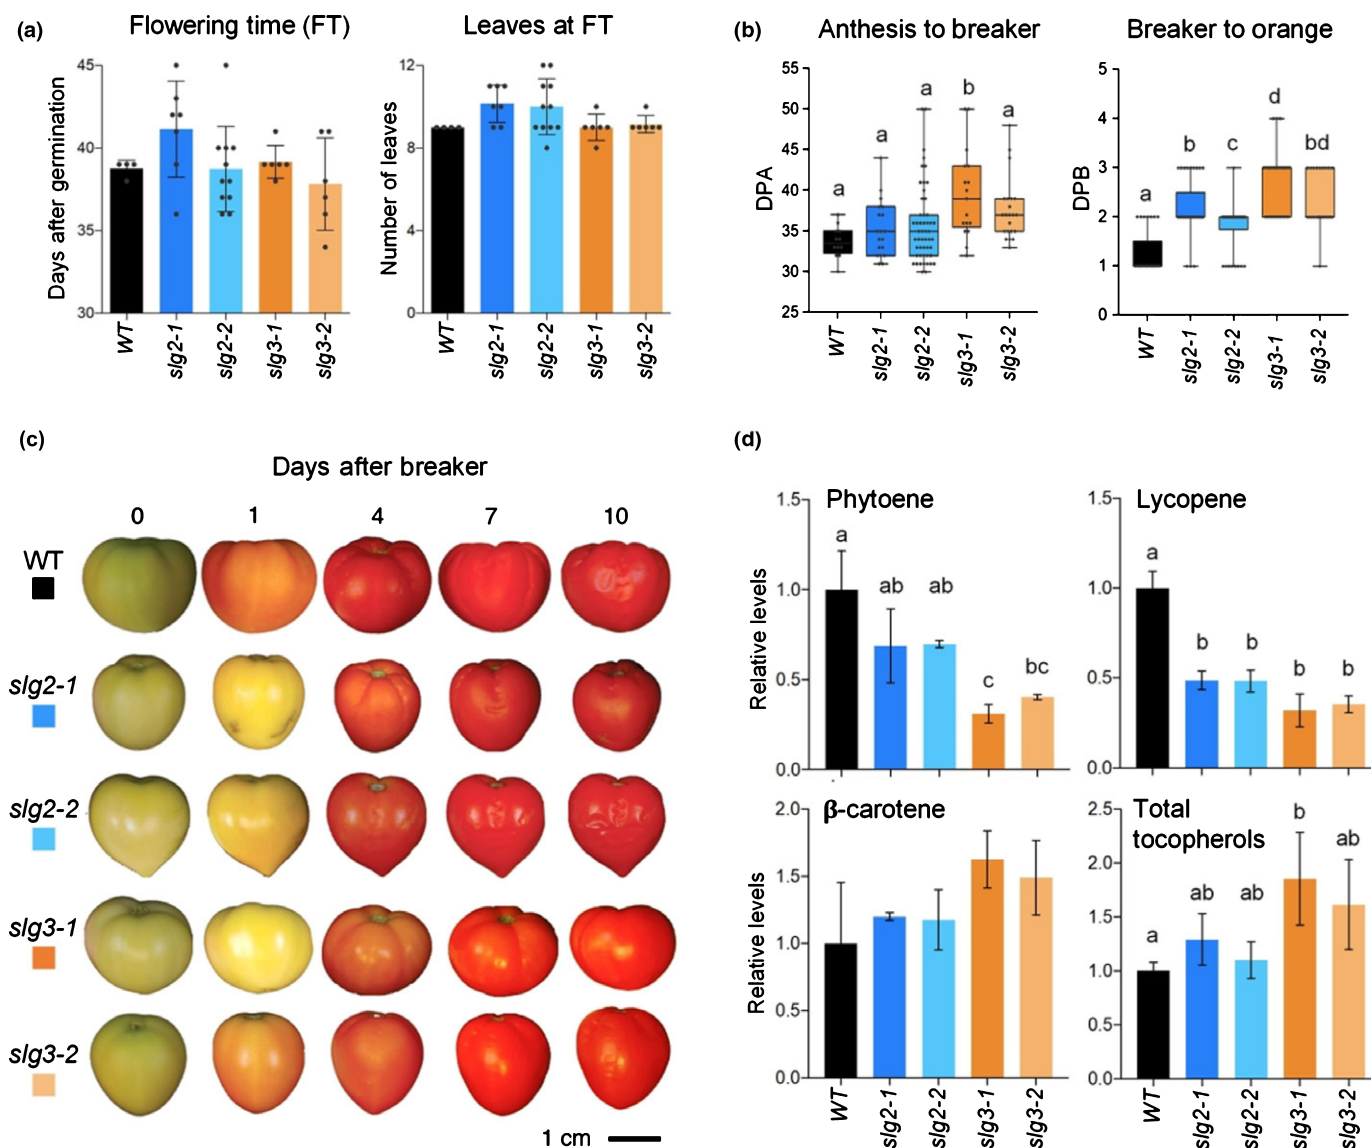 (a)
Flowering time (FT)
Days after germination
45
40
35
30
WT
slg2-1
slg2-2
slg3-1
slg3-2
Leaves at FT
Number of leaves
12
8
4
0
WT
slg2-1
slg2-2
slg3-1
slg3-2
(b)
Anthesis to breaker
DPA
55
50
45
40
35
30
25
a
a
a
b
a
WT
slg2-1
slg2-2
slg3-1
slg3-2
Breaker to orange
DPB
5
4
3
2
1
0
a
b
c
d
bd
WT
slg2-1
slg2-2
slg3-1
slg3-2
(c)
Days after breaker
0 1 4 7 10
WT
slg2-1
slg2-2
slg3-1
slg3-2
1 cm
(d)
Phytoene
Relative levels
1.5
1.0
0.5
0.0
a
ab
ab
c
bc
Lycopene
1.5
1.0
0.5
0.0
a
b
b
b
b
β-carotene
Relative levels
2.0
1.5
1.0
0.5
0.0
WT
slg2-1
slg2-2
slg3-1
slg3-2
Total
tocopherols
2.5
2.0
1.5
1.0
0.5
0.0
a
ab
ab
b
ab
WT
slg2-1
slg2-2
slg3-1
slg3-2